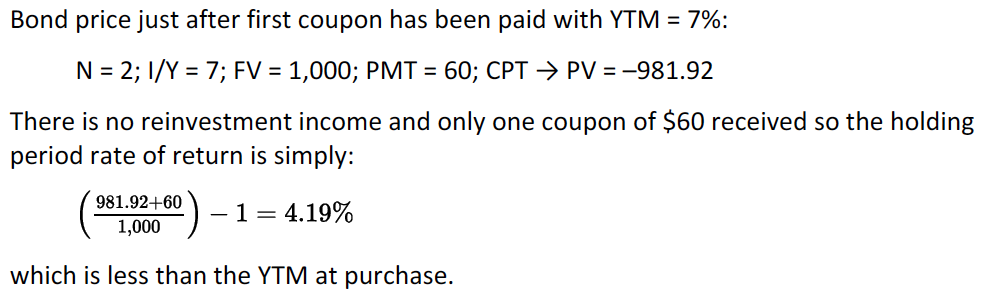 Bond price just after first coupon has been paid with YTM = 7%:
N = 2; I/Y = 7; FV = 1,000; PMT = 60; CPT → PV = –981.92
There is no reinvestment income and only one coupon of $60 received so the holding
period rate of return is simply:
(981.92+60 / 1,000) − 1 = 4.19%
which is less than the YTM at purchase.